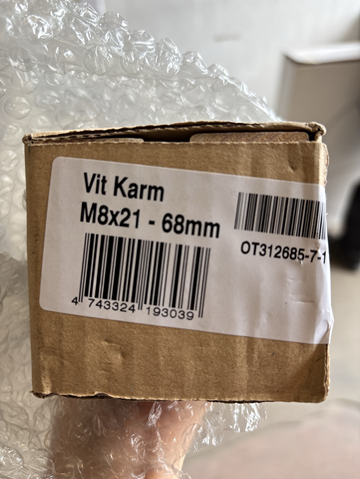 Vit Karm
M8x21 - 68mm
OT312685-7-1
4 743324 193039